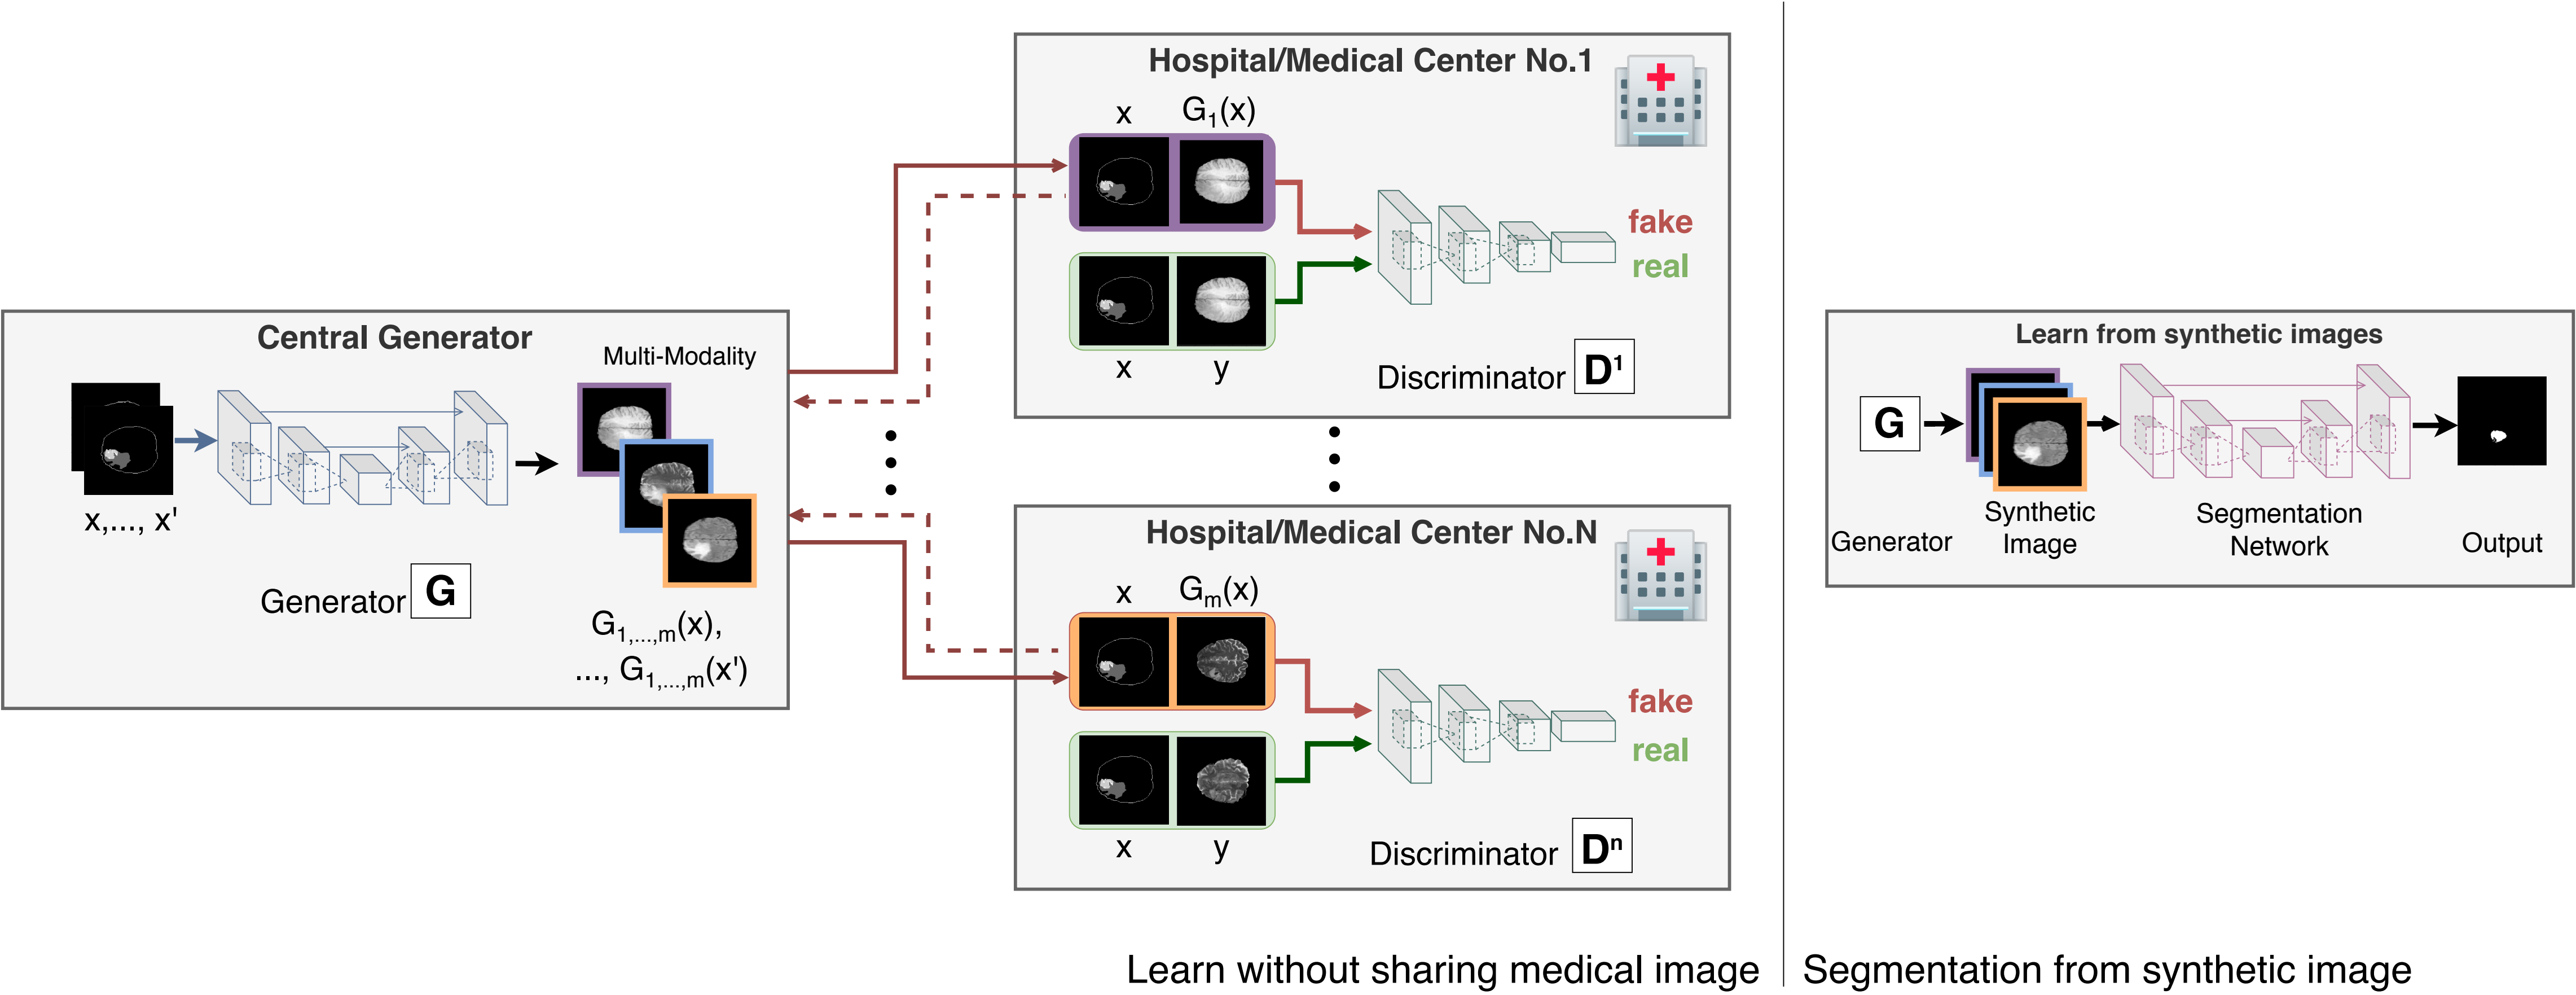 Central Generator
Multi-Modality
x,..., x'
Generator G
G1,...,m(x),
..., G1,...,m(x')
Hospital/Medical Center No.1
x G1(x)
fake
real
x y
Discriminator D1
Hospital/Medical Center No.N
x Gm(x)
fake
real
x y
Discriminator Dn
Learn without sharing medical image
Learn from synthetic images
G
Generator
Synthetic
Image
Segmentation
Network
Output
Segmentation from synthetic image